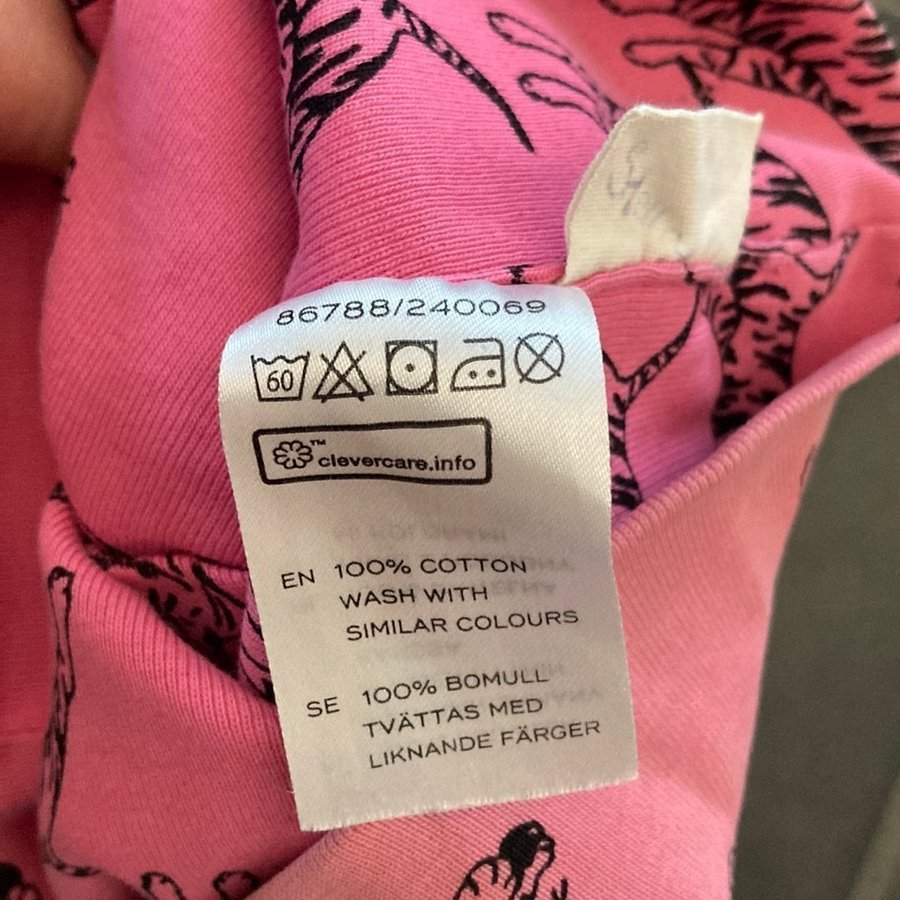 86788/240069
60
™
clevercare.info
EN 100% COTTON
WASH WITH
SIMILAR COLOURS
SE 100% BOMULL
TVÄTTAS MED
LIKNANDE FÄRGER